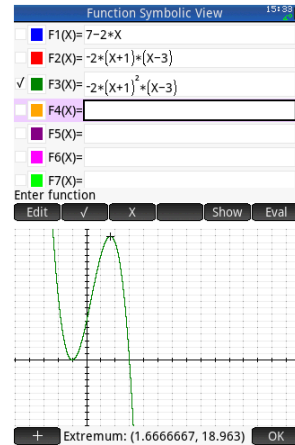 Function Symbolic View 15:33
F1(X)= 7−2*X
F2(X)= -2*(X+1)*(X−3)
✓ F3(X)= -2*(X+1)²*(X−3)
F4(X)=
F5(X)=
F6(X)=
F7(X)=
Enter function
Edit √ X Show Eval
+ Extremum: (1.6666667, 18.963) OK